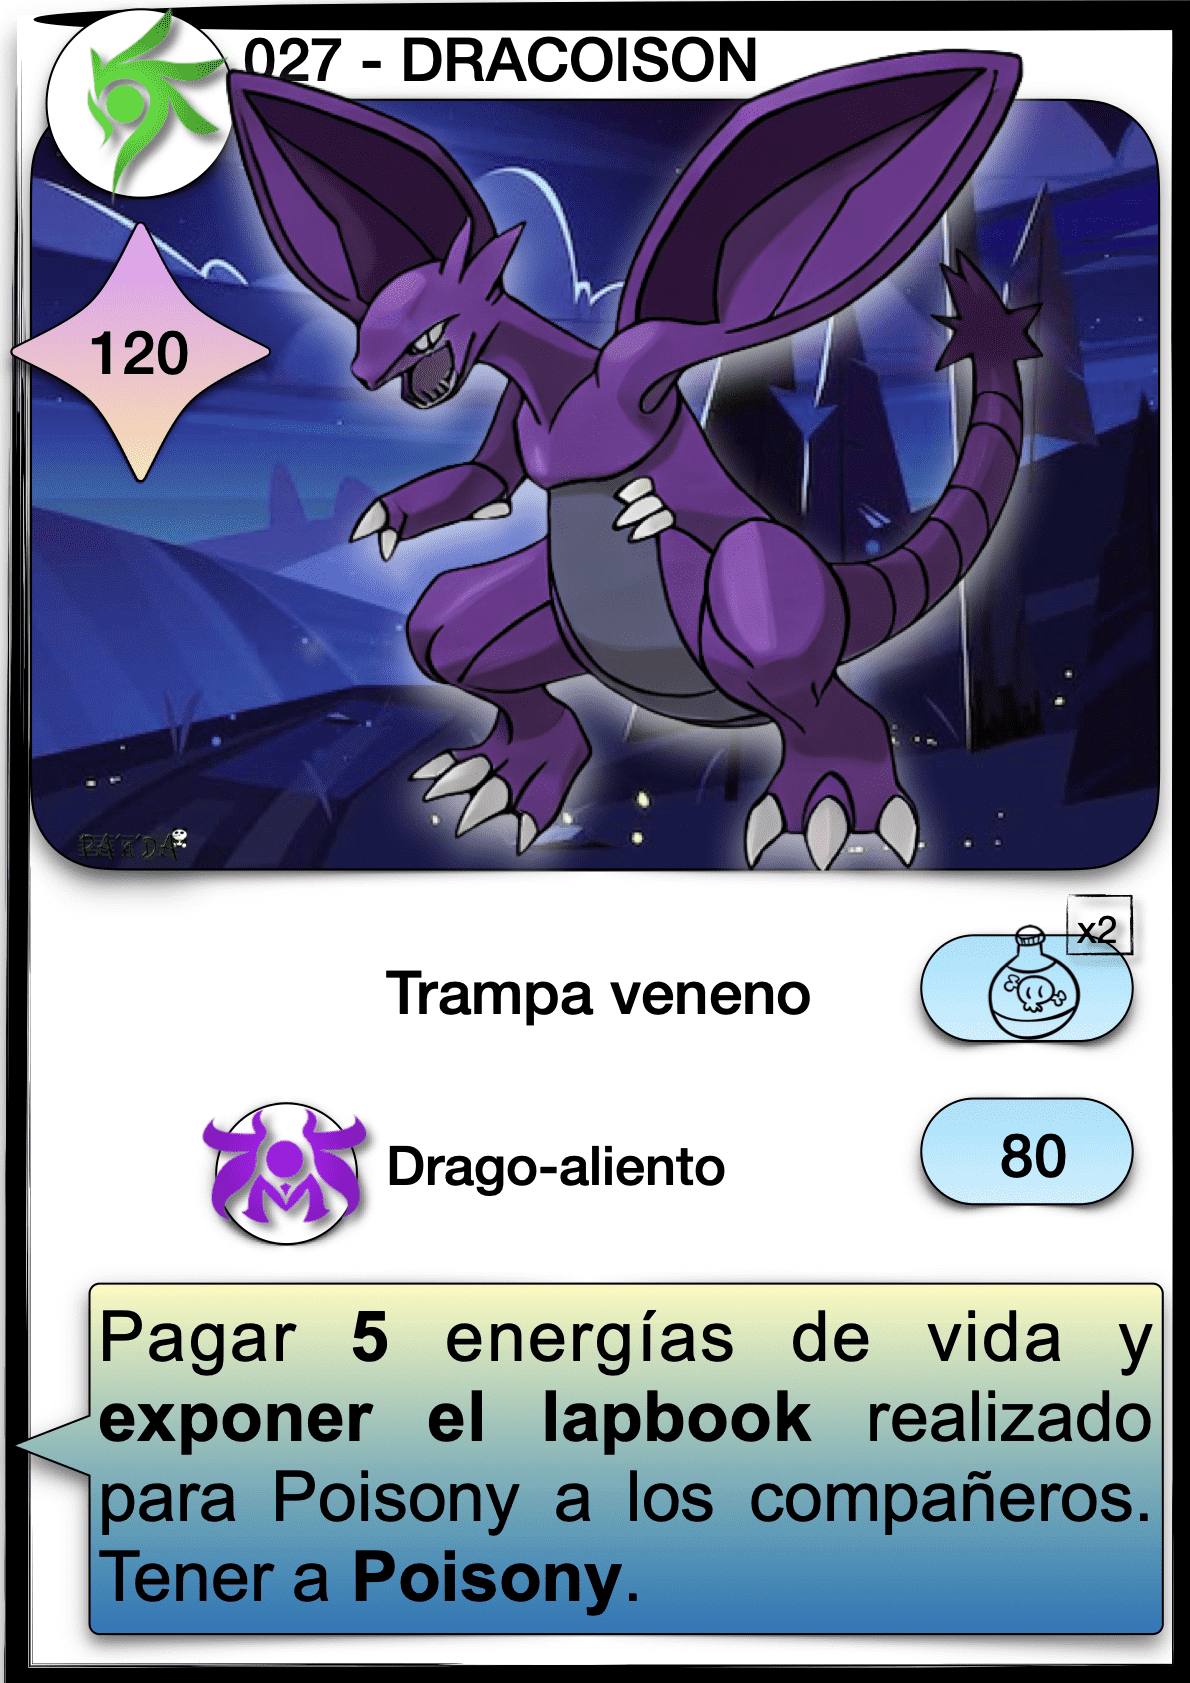 027 - DRACOISON
120
PANDA
x2
Trampa veneno
Drago-aliento
80
Pagar 5 energías de vida y
exponer el lapbook realizado
para Poisony a los compañeros.
Tener a Poisony.